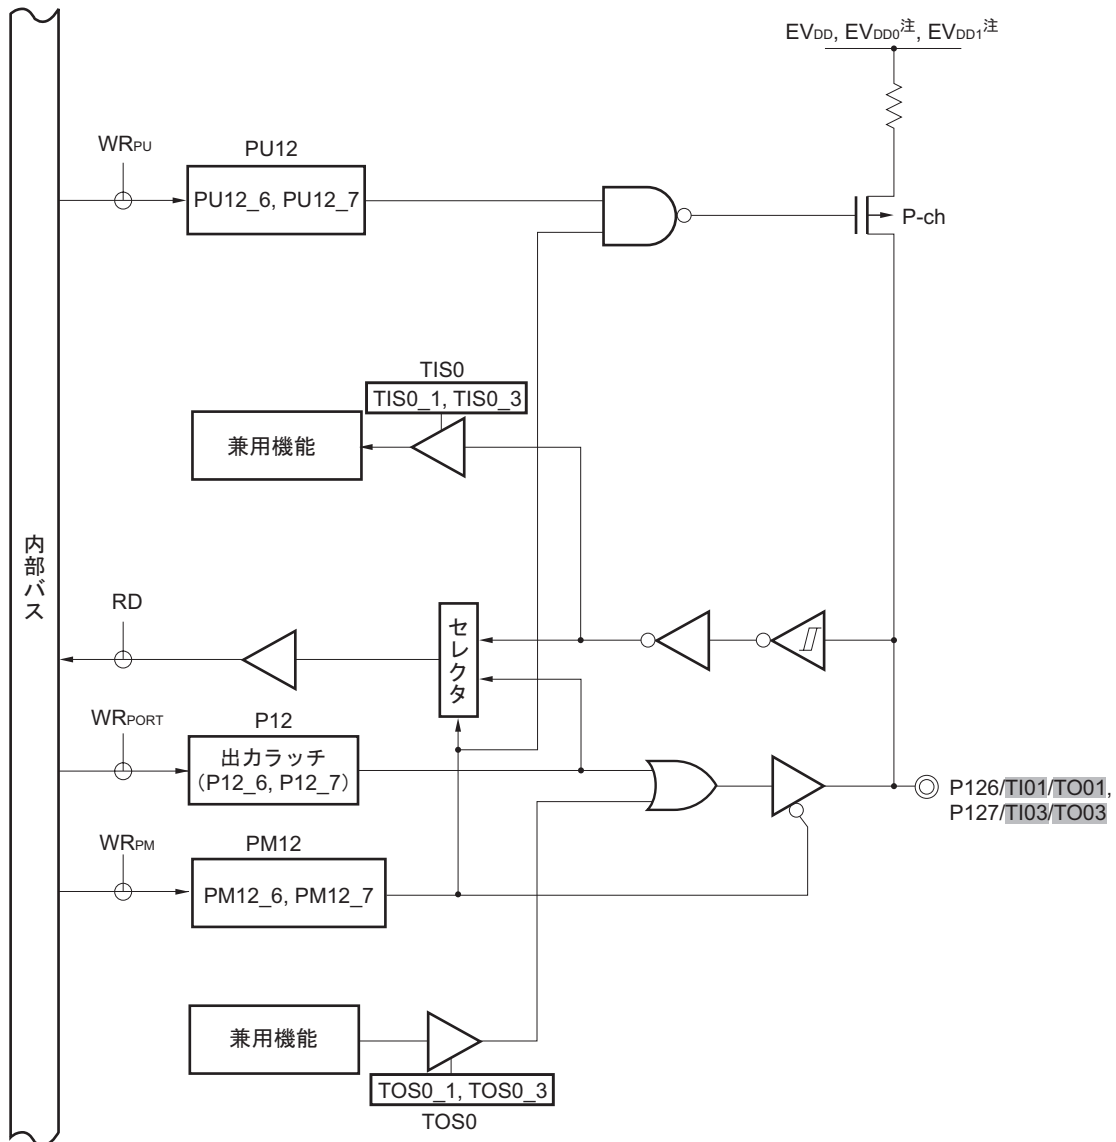 EVDD, EVDD0注, EVDD1注
WRPU
PU12
PU12_6, PU12_7
P-ch
TIS0
TIS0_1, TIS0_3
兼用機能
内部バス
RD
セレクタ
WRPORT
P12
出力ラッチ
(P12_6, P12_7)
P126/TI01/TO01,
P127/TI03/TO03
WRPM
PM12
PM12_6, PM12_7
兼用機能
TOS0_1, TOS0_3
TOS0